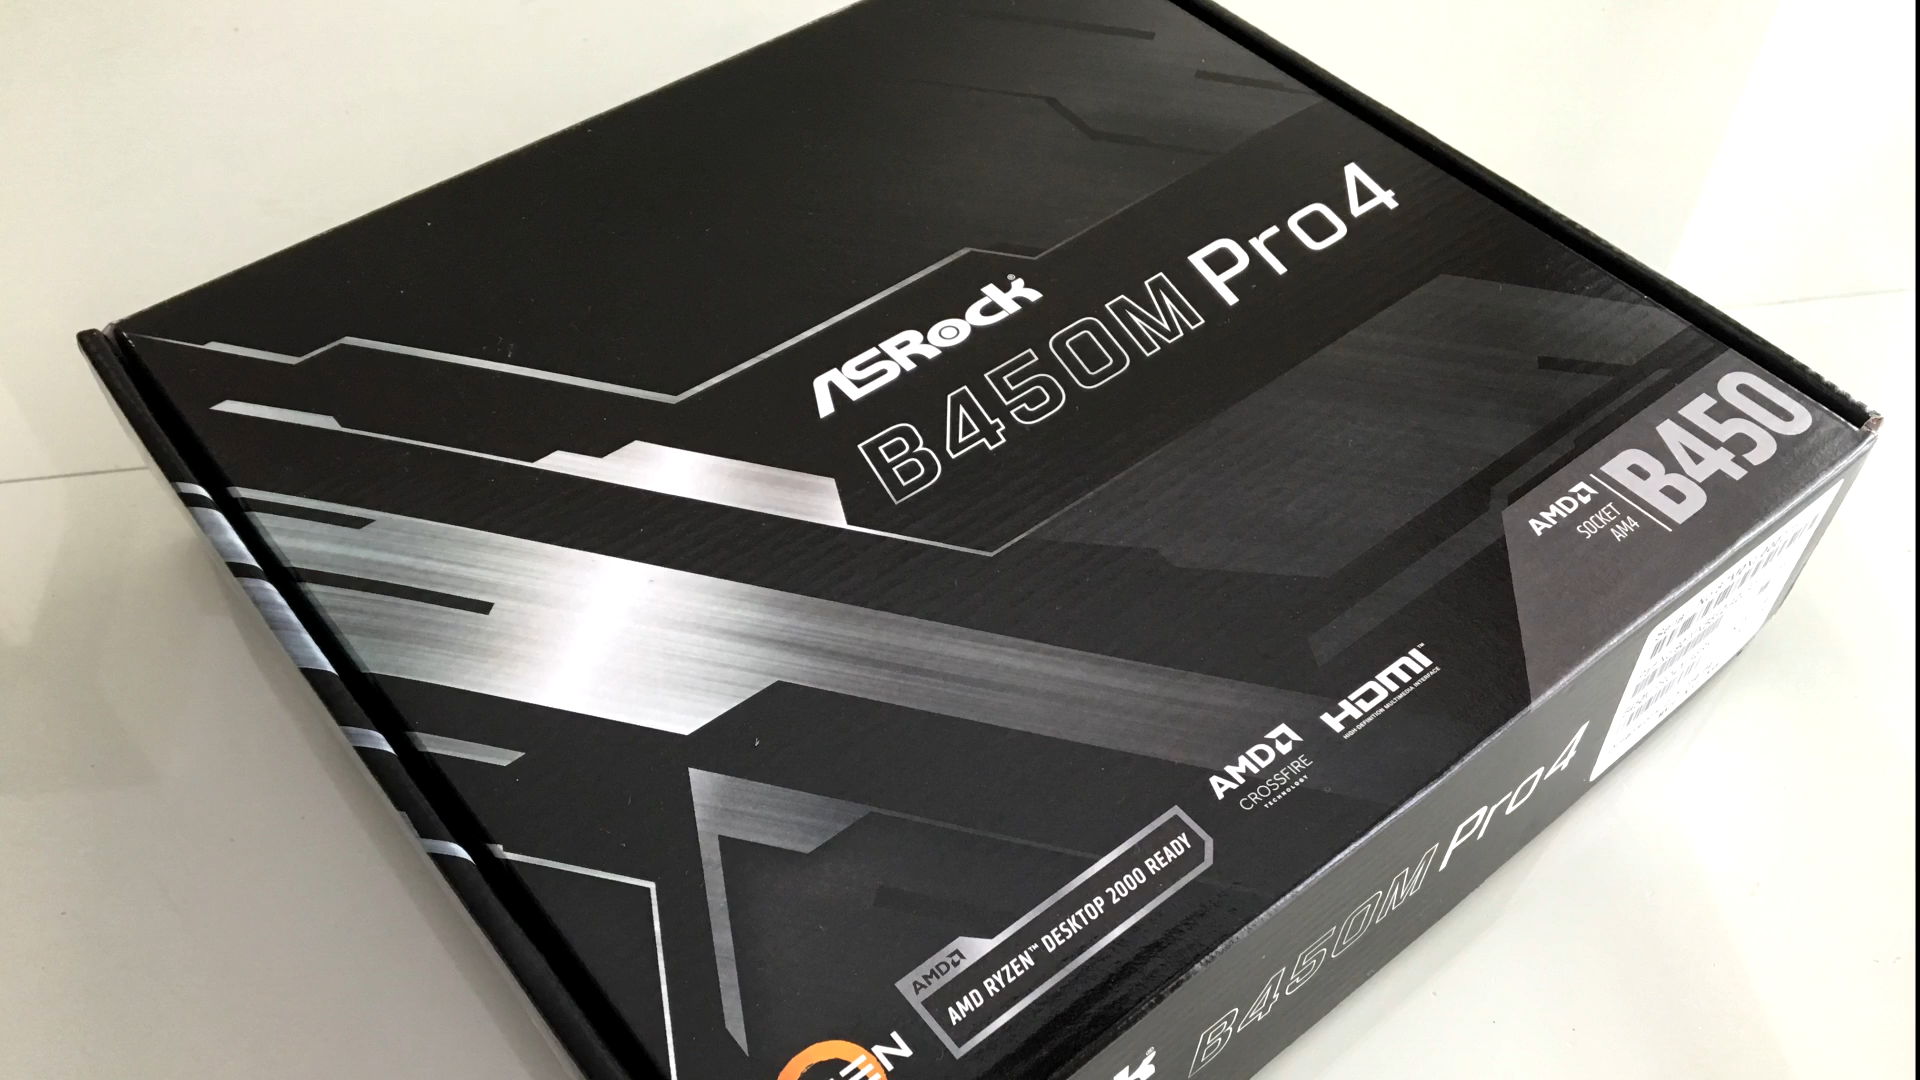 ASRock®
B450M Pro4
AMD
SOCKET
AM4
B450
HDMI™
HIGH-DEFINITION MULTIMEDIA INTERFACE
AMD
CROSSFIRE
TECHNOLOGY
AMD
AMD RYZEN™ DESKTOP 2000 READY
B450M Pro4